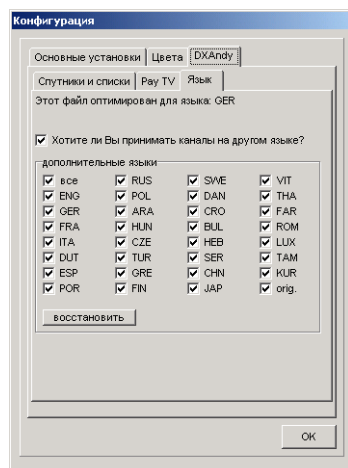 Конфигурация
Основные установки Цвета DXAndy
Спутники и списки Pay TV Язык
Этот файл оптимирован для языка: GER
Хотите ли Вы принимать каналы на другом языке?
дополнительные языки
все RUS SWE VIT
ENG POL DAN THA
GER ARA CRO FAR
FRA HUN BUL ROM
ITA CZE HEB LUX
DUT TUR SER TAM
ESP GRE CHN KUR
POR FIN JAP orig.
восстановить
OK